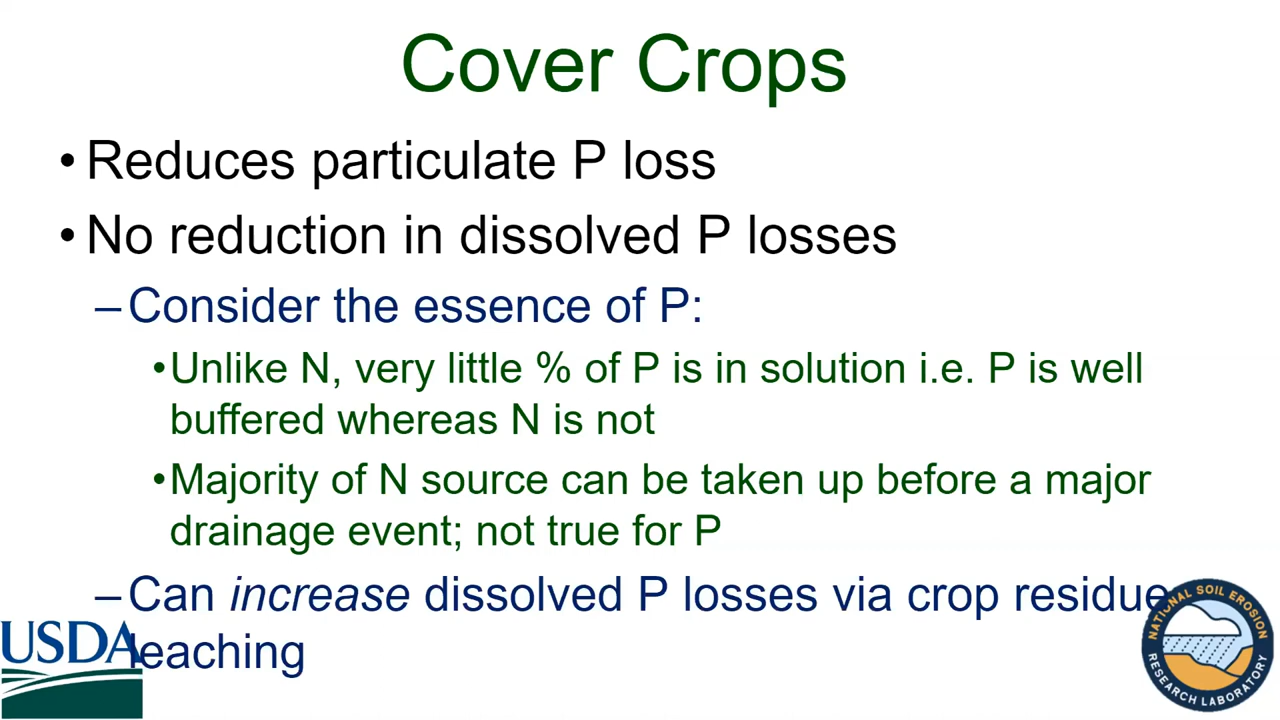 Cover Crops
• Reduces particulate P loss
• No reduction in dissolved P losses
– Consider the essence of P:
• Unlike N, very little % of P is in solution i.e. P is well
buffered whereas N is not
• Majority of N source can be taken up before a major
drainage event; not true for P
– Can increase dissolved P losses via crop residue
leaching
USDA
NATIONAL SOIL EROSION
RESEARCH LABORATORY